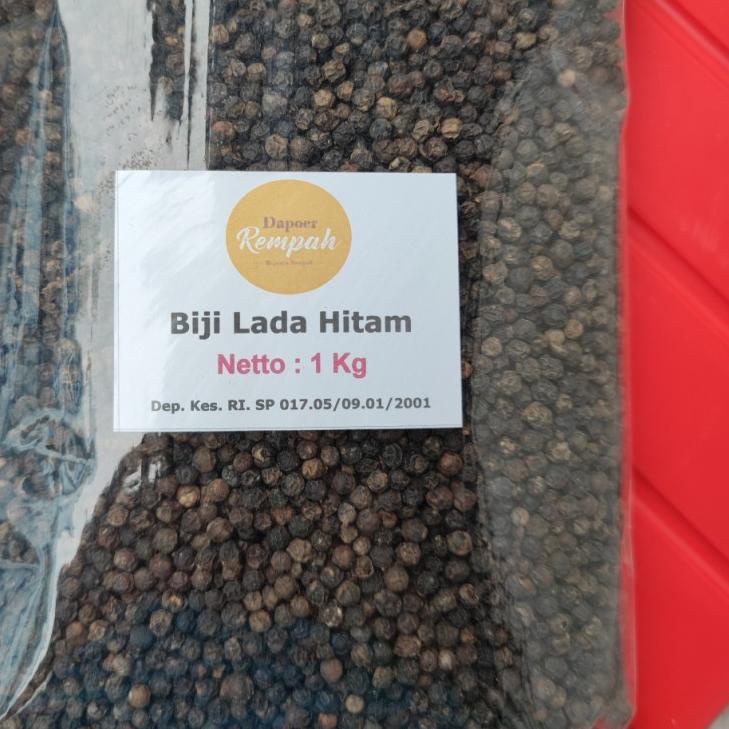 Dapoer
Rempah
Biji Lada Hitam
Netto : 1 Kg
Dep. Kes. RI. SP 017.05/09.01/2001